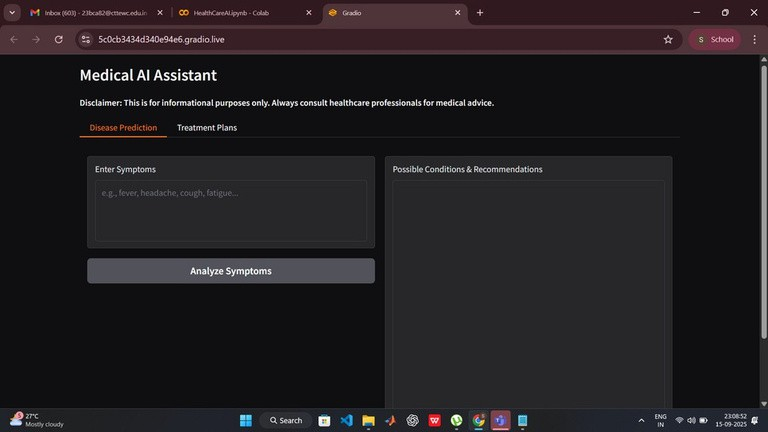 Inbox (603) - 23bca82@cttewc.edu.in
HealthCareAI.ipynb - Colab
Gradio
5c0cb3434d340e94e6.gradio.live
S School
Medical AI Assistant
Disclaimer: This is for informational purposes only. Always consult healthcare professionals for medical advice.
Disease Prediction
Treatment Plans
Enter Symptoms
e.g., fever, headache, cough, fatigue...
Analyze Symptoms
Possible Conditions & Recommendations
27°C
Mostly cloudy
Search
ENG
IN
23:08:52
15-09-2025